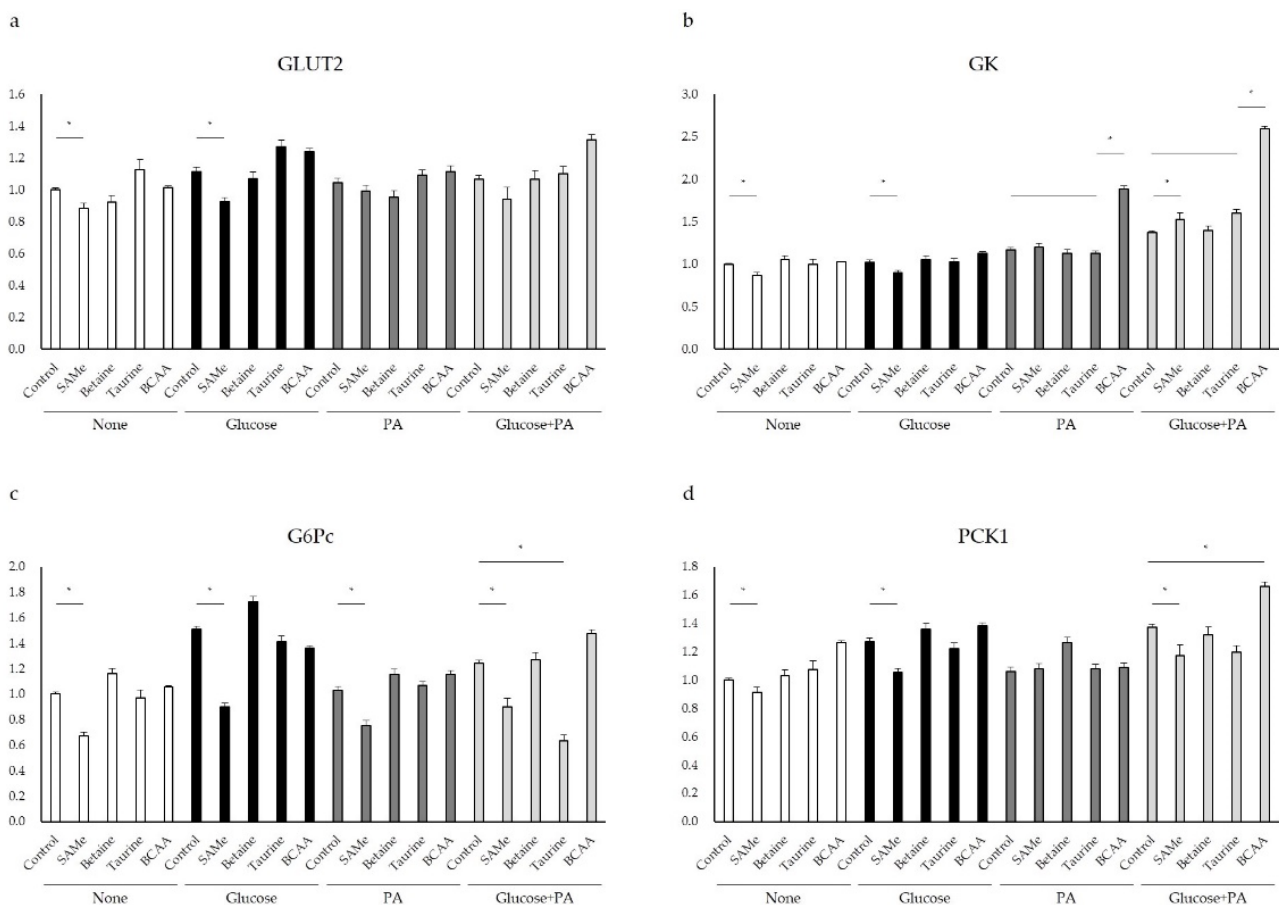 a
GLUT2
1.6
1.4
1.2
1.0
0.8
0.6
0.4
0.2
0.0
* *
Control SAMe Betaine Taurine BCAA Control SAMe Betaine Taurine BCAA Control SAMe Betaine Taurine BCAA Control SAMe Betaine Taurine BCAA
None Glucose PA Glucose+PA
b
GK
3.0
2.5
2.0
1.5
1.0
0.5
0.0
* * * * *
Control SAMe Betaine Taurine BCAA Control SAMe Betaine Taurine BCAA Control SAMe Betaine Taurine BCAA Control SAMe Betaine Taurine BCAA
None Glucose PA Glucose+PA
c
G6Pc
2.0
1.8
1.6
1.4
1.2
1.0
0.8
0.6
0.4
0.2
0.0
* * * * *
Control SAMe Betaine Taurine BCAA Control SAMe Betaine Taurine BCAA Control SAMe Betaine Taurine BCAA Control SAMe Betaine Taurine BCAA
None Glucose PA Glucose+PA
d
PCK1
1.8
1.6
1.4
1.2
1.0
0.8
0.6
0.4
0.2
0.0
* * * *
Control SAMe Betaine Taurine BCAA Control SAMe Betaine Taurine BCAA Control SAMe Betaine Taurine BCAA Control SAMe Betaine Taurine BCAA
None Glucose PA Glucose+PA